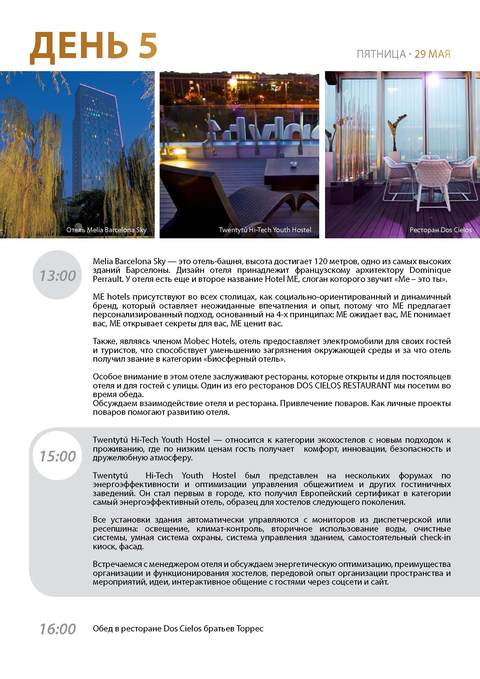 ДЕНЬ 5
ПЯТНИЦА · 29 МАЯ
Отель Melia Barcelona Sky
Twentytú Hi-Tech Youth Hostel
Ресторан Dos Cielos
13:00
Melia Barcelona Sky — это отель-башня, высота достигает 120 метров, одно из самых высоких
зданий Барселоны. Дизайн отеля принадлежит французскому архитектору Dominique
Perrault. У отеля есть еще и второе название Hotel ME, слоган которого звучит «Me – это ты».
ME hotels присутствуют во всех столицах, как социально-ориентированный и динамичный
бренд, который оставляет неожиданные впечатления и опыт, потому что ME предлагает
персонализированный подход, основанный на 4-х принципах: ME ожидает вас, ME понимает
вас, ME открывает секреты для вас, ME ценит вас.
Также, являясь членом Mobec Hotels, отель предоставляет электромобили для своих гостей
и туристов, что способствует уменьшению загрязнения окружающей среды и за что отель
получил звание в категории «Биосферный отель».
Особое внимание в этом отеле заслуживают рестораны, которые открыты и для постояльцев
отеля и для гостей с улицы. Один из его ресторанов DOS CIELOS RESTAURANT мы посетим во
время обеда.
Обсуждаем взаимодействие отеля и ресторана. Привлечение поваров. Как личные проекты
поваров помогают развитию отеля.
15:00
Twentytú Hi-Tech Youth Hostel — относится к категории экохостелов с новым подходом к
проживанию, где по низким ценам гость получает комфорт, инновации, безопасность и
дружелюбную атмосферу.
Twentytú Hi-Tech Youth Hostel был представлен на нескольких форумах по
энергоэффективности и оптимизации управления общежитием и других гостиничных
заведений. Он стал первым в городе, кто получил Европейский сертификат в категории
самый энергоэффективный отель, образец для хостелов следующего поколения.
Все установки здания автоматически управляются с мониторов из диспетчерской или
ресепшина: освещение, климат-контроль, вторичное использование воды, очистные
системы, умная система охраны, система управления зданием, самостоятельный check-in
киоск, фасад.
Встречаемся с менеджером отеля и обсуждаем энергетическую оптимизацию, преимущества
организации и функционирования хостелов, передовой опыт организации пространства и
мероприятий, идеи, интерактивное общение с гостями через соцсети и сайт.
16:00
Обед в ресторане Dos Cielos братьев Торрес